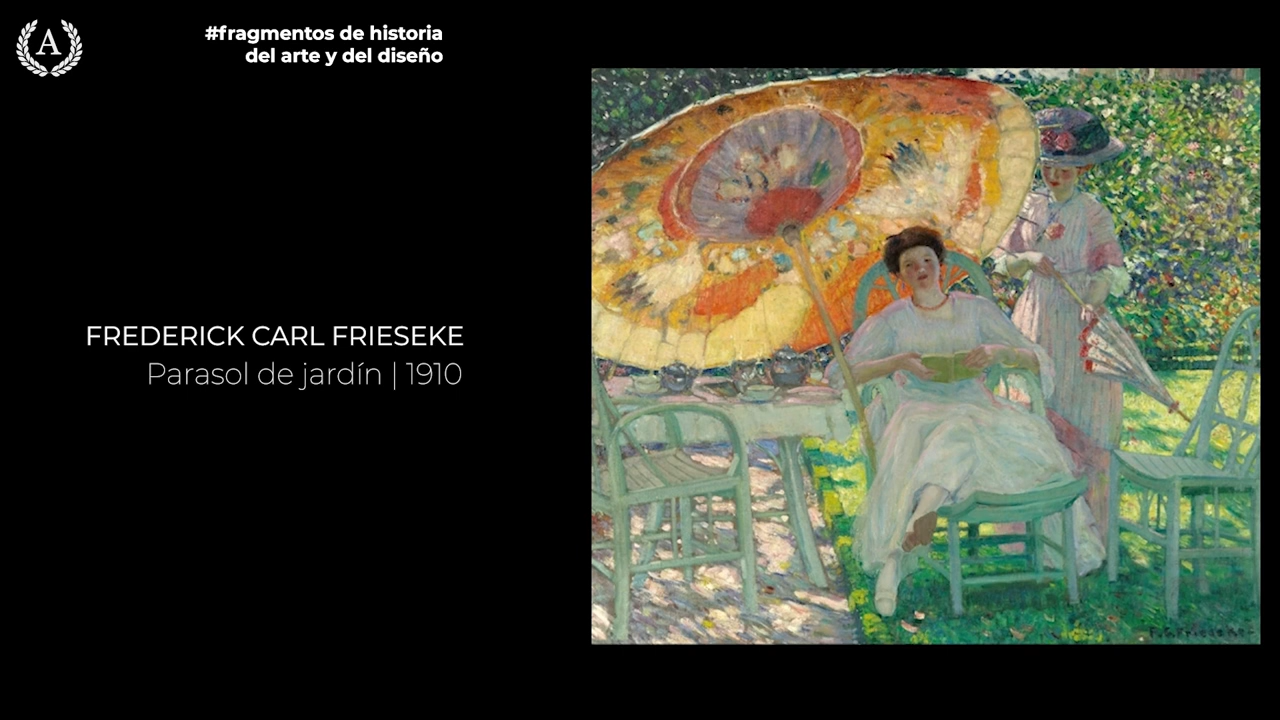 A
#fragmentos de historia
del arte y del diseño
FREDERICK CARL FRIESEKE
Parasol de jardín | 1910